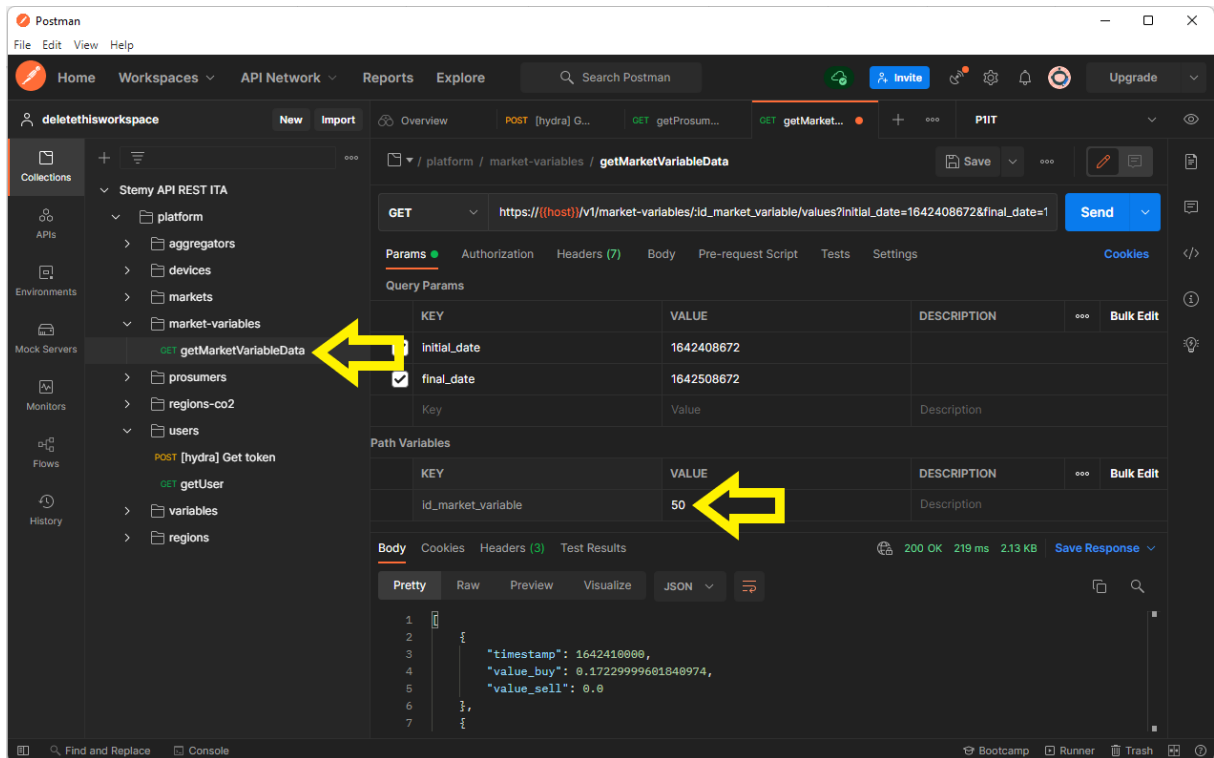 Postman
File Edit View Help
Home Workspaces API Network Reports Explore Search Postman Invite Upgrade
deletethisworkspace New Import Overview POST [hydra] G... GET getProsum... GET getMarket... P1IT
Collections
APIs
Environments
Mock Servers
Monitors
Flows
History
Stemy API REST ITA
platform
aggregators
devices
markets
market-variables
GET getMarketVariableData
prosumers
regions-co2
users
POST [hydra] Get token
GET getUser
variables
regions
/ platform / market-variables / getMarketVariableData Save
GET https://{{host}}/v1/market-variables/:id_market_variable/values?initial_date=1642408672&final_date=1 Send
Params Authorization Headers (7) Body Pre-request Script Tests Settings Cookies
Query Params
KEY VALUE DESCRIPTION Bulk Edit
initial_date 1642408672
final_date 1642508672
Key Value Description
Path Variables
KEY VALUE DESCRIPTION Bulk Edit
id_market_variable 50 Description
Body Cookies Headers (3) Test Results 200 OK 219 ms 2.13 KB Save Response
Pretty Raw Preview Visualize JSON
1 [
2 {
3 "timestamp": 1642410000,
4 "value_buy": 0.17229999601840974,
5 "value_sell": 0.0
6 },
7 {
Find and Replace Console Bootcamp Runner Trash